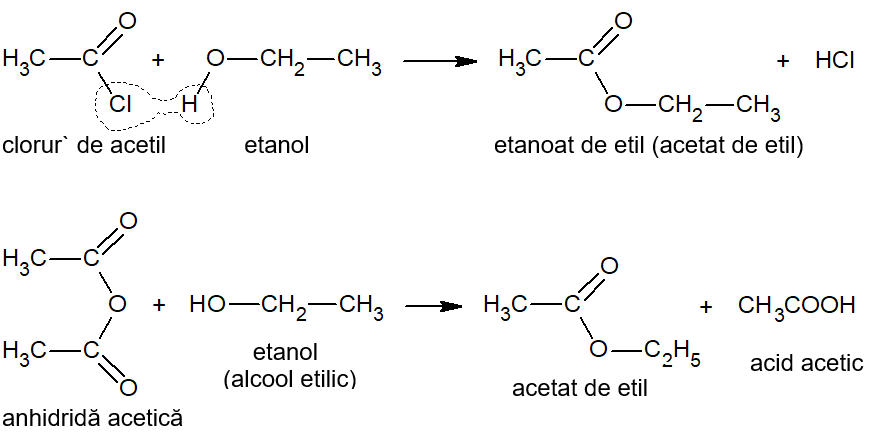 H3C—C(=O)—Cl + H—O—CH2—CH3 → H3C—C(=O)—O—CH2—CH3 + HCl
clorur` de acetil etanol etanoat de etil (acetat de etil)
H3C—C(=O)—O—C(=O)—CH3 + HO—CH2—CH3 → H3C—C(=O)—O—C2H5 + CH3COOH
etanol
(alcool etilic)
acid acetic
acetat de etil
anhidridă acetică